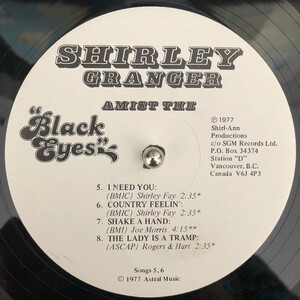 SHIRLEY
GRANGER
AMIST THE
"Black
Eyes"
℗ 1977
Shirl-Ann
Productions
c/o SGM Records Ltd.
P.O. Box 34374
Station "D"
Vancouver, B.C.
Canada V6J 4P3
5. I NEED YOU:
(BMIC) Shirley Fay 2:35*
6. COUNTRY FEELIN':
(BMIC) Shirley Fay 2:35*
7. SHAKE A HAND:
(BMI) Joe Morris 4:15**
8. THE LADY IS A TRAMP:
(ASCAP) Rogers & Hart 2:35*
Songs 5, 6
© 1977 Astral Music